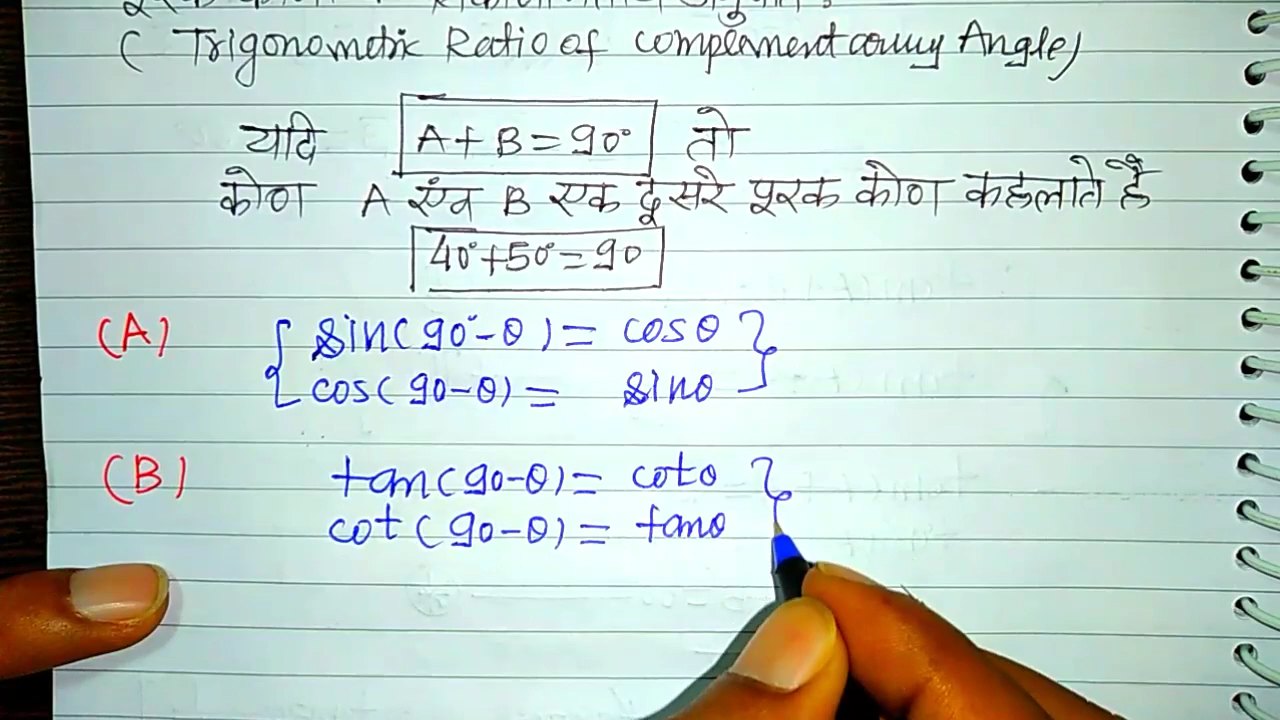 ( Trigonometric Ratio of complementary Angle)
यदि A+B=90° तो
कोण A एंव B एक दूसरे पूरक कोण कहलाते हैं
40°+50°=90
(A) { sin(90°-θ)= cosθ }
cos(90-θ)= sinθ
(B) tan(90-θ)= cotθ }
cot(90-θ)= tanθ